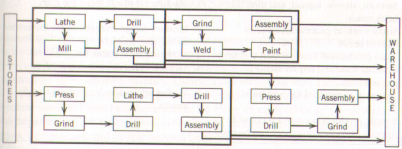 STORES
Lathe Drill Grind Assembly
Mill Assembly Weld Paint
Press Lathe Drill Press Assembly
Grind Drill Assembly Drill Grind
WAREHOUSE